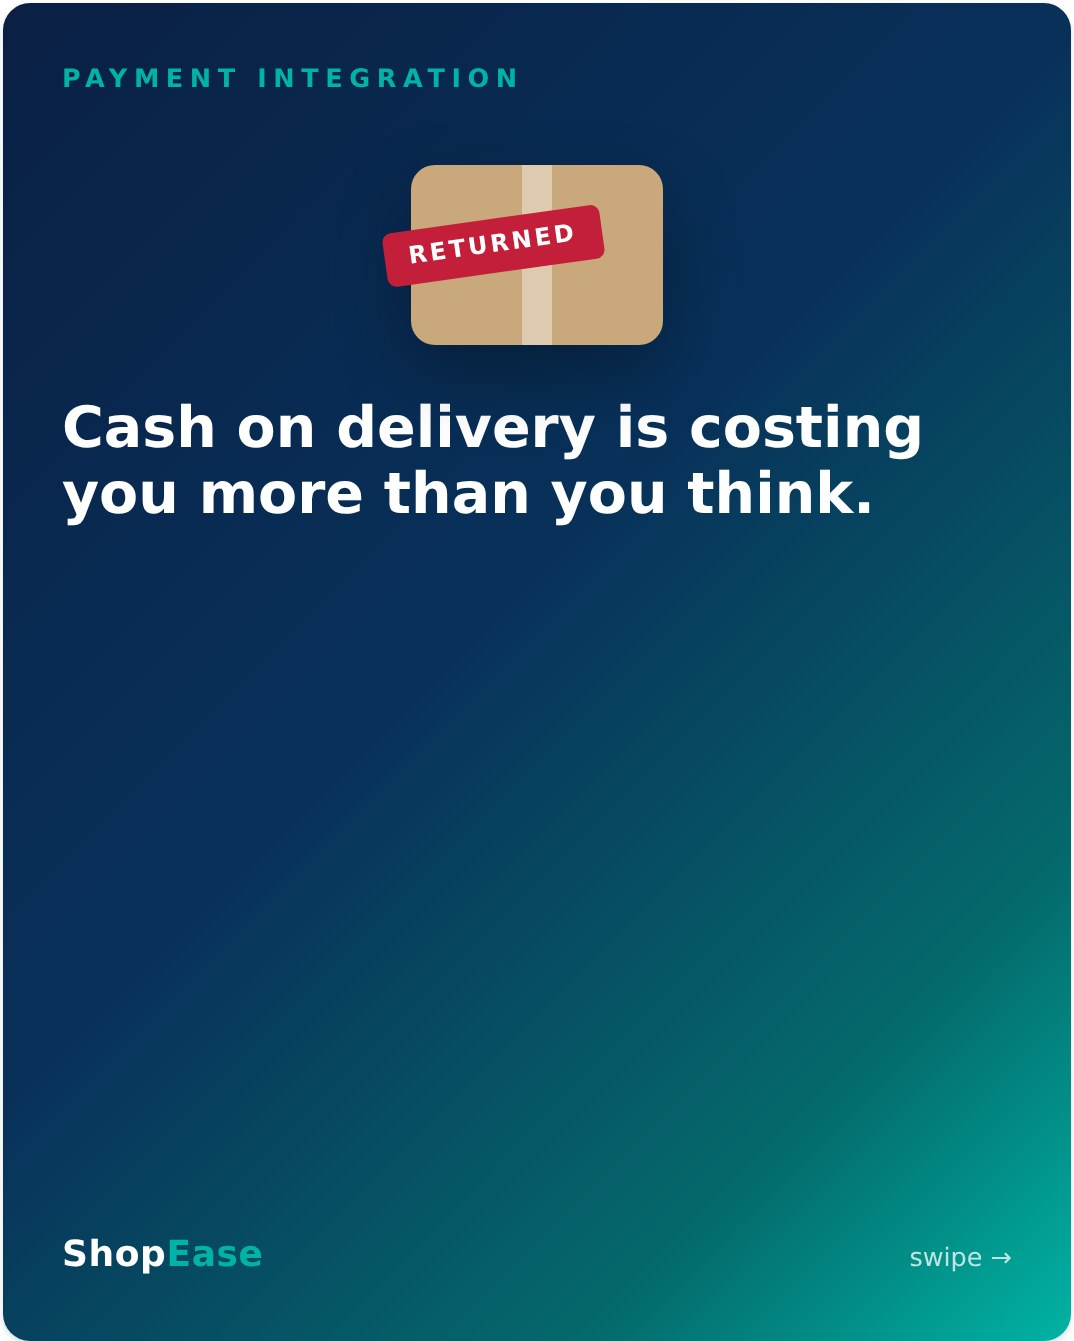 PAYMENT INTEGRATION
RETURNED
Cash on delivery is costing
you more than you think.
ShopEase
swipe →